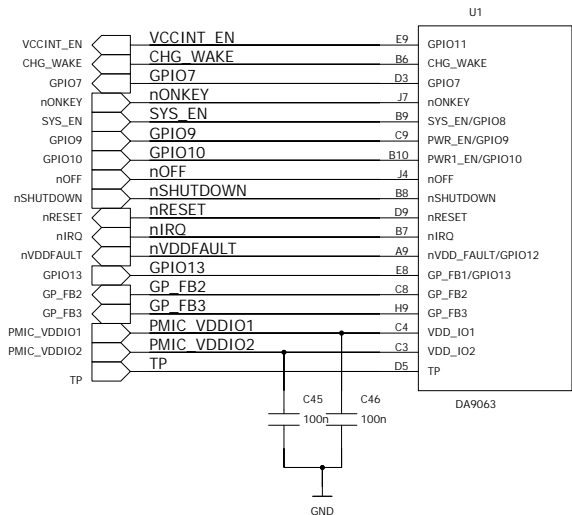 U1
VCCINT_EN VCCINT_EN E9 GPIO11
CHG_WAKE CHG_WAKE B6 CHG_WAKE
GPIO7 GPIO7 D3 GPIO7
nONKEY nONKEY J7 nONKEY
SYS_EN SYS_EN B9 SYS_EN/GPIO8
GPIO9 GPIO9 C9 PWR_EN/GPIO9
GPIO10 GPIO10 B10 PWR1_EN/GPIO10
nOFF nOFF J4 nOFF
nSHUTDOWN nSHUTDOWN B8 nSHUTDOWN
nRESET nRESET D9 nRESET
nIRQ nIRQ B7 nIRQ
nVDDFAULT nVDDFAULT A9 nVDD_FAULT/GPIO12
GPIO13 GPIO13 E8 GP_FB1/GPIO13
GP_FB2 GP_FB2 C8 GP_FB2
GP_FB3 GP_FB3 H9 GP_FB3
PMIC_VDDIO1 PMIC_VDDIO1 C4 VDD_IO1
PMIC_VDDIO2 PMIC_VDDIO2 C3 VDD_IO2
TP TP D5 TP
C45 C46 DA9063
100n 100n
GND